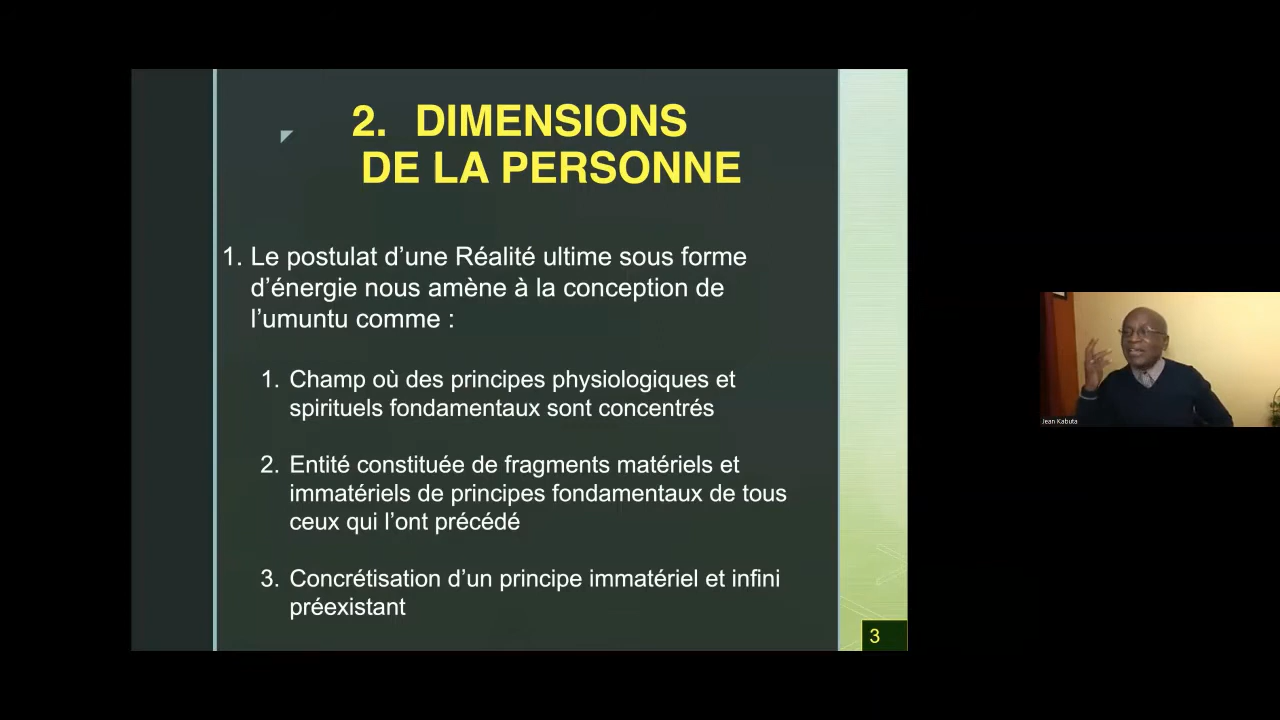 2. DIMENSIONS
DE LA PERSONNE
1. Le postulat d’une Réalité ultime sous forme
d’énergie nous amène à la conception de
l’umuntu comme :
1. Champ où des principes physiologiques et
spirituels fondamentaux sont concentrés
2. Entité constituée de fragments matériels et
immatériels de principes fondamentaux de tous
ceux qui l’ont précédé
3. Concrétisation d’un principe immatériel et infini
préexistant
3
Jean Kabuta